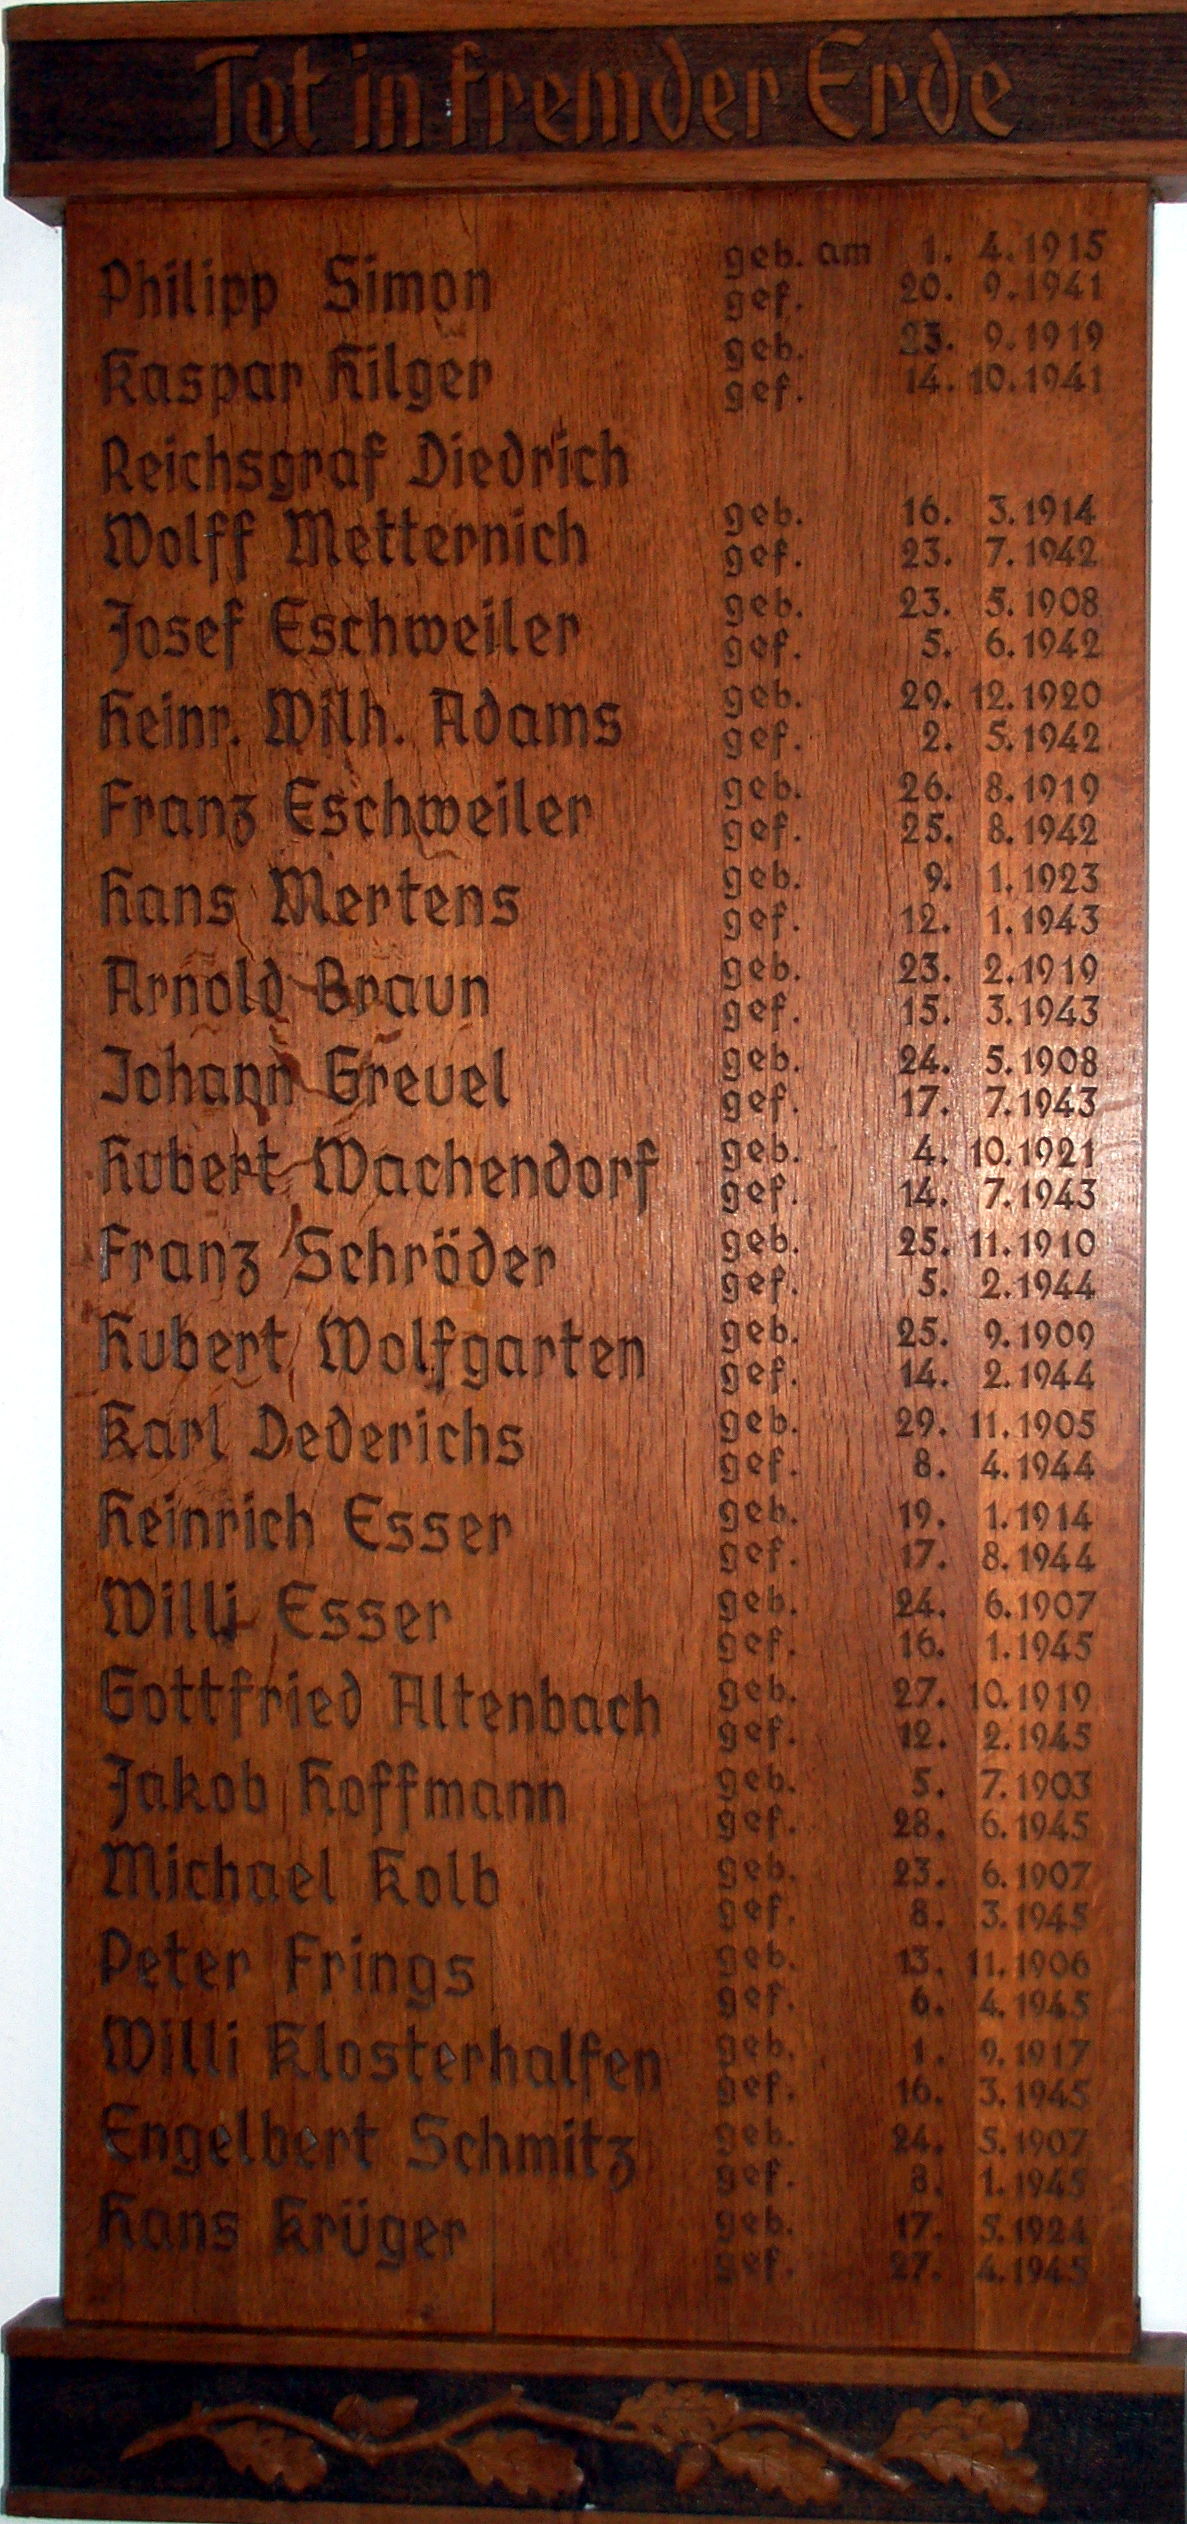 Tot in fremder Erde
Philipp Simon geb. am 1. 4. 1915
gef. 20. 9. 1941
Kaspar Hilger geb. 23. 9. 1919
gef. 14. 10. 1941
Reichsgraf Diedrich
Wolff Metternich geb. 16. 3. 1914
gef. 23. 7. 1942
Josef Eschweiler geb. 23. 5. 1908
gef. 5. 6. 1942
Heinr. Wilh. Adams geb. 29. 12. 1920
gef. 2. 5. 1942
Franz Eschweiler geb. 26. 8. 1919
gef. 25. 8. 1942
Hans Mertens geb. 9. 1. 1923
gef. 12. 1. 1943
Arnold Braun geb. 23. 2. 1919
gef. 15. 3. 1943
Johann Greuel geb. 24. 5. 1908
gef. 17. 7. 1943
Hubert Wachendorf geb. 4. 10. 1921
gef. 14. 7. 1943
Franz Schröder geb. 25. 11. 1910
gef. 5. 2. 1944
Hubert Wolfgarten geb. 25. 9. 1909
gef. 14. 2. 1944
Karl Dederichs geb. 29. 11. 1905
gef. 8. 4. 1944
Heinrich Esser geb. 19. 1. 1914
gef. 17. 8. 1944
Willi Esser geb. 24. 6. 1907
gef. 16. 1. 1945
Gottfried Altenbach geb. 27. 10. 1919
gef. 12. 2. 1945
Jakob Hoffmann geb. 5. 7. 1903
gef. 28. 6. 1945
Michael Kolb geb. 23. 6. 1907
gef. 8. 3. 1945
Peter Frings geb. 13. 11. 1906
gef. 6. 4. 1945
Willi Klosterhalfen geb. 1. 9. 1917
gef. 16. 3. 1945
Engelbert Schmitz geb. 24. 5. 1907
gef. 8. 1. 1945
Hans Krüger geb. 17. 5. 1924
gef. 27. 4. 1945